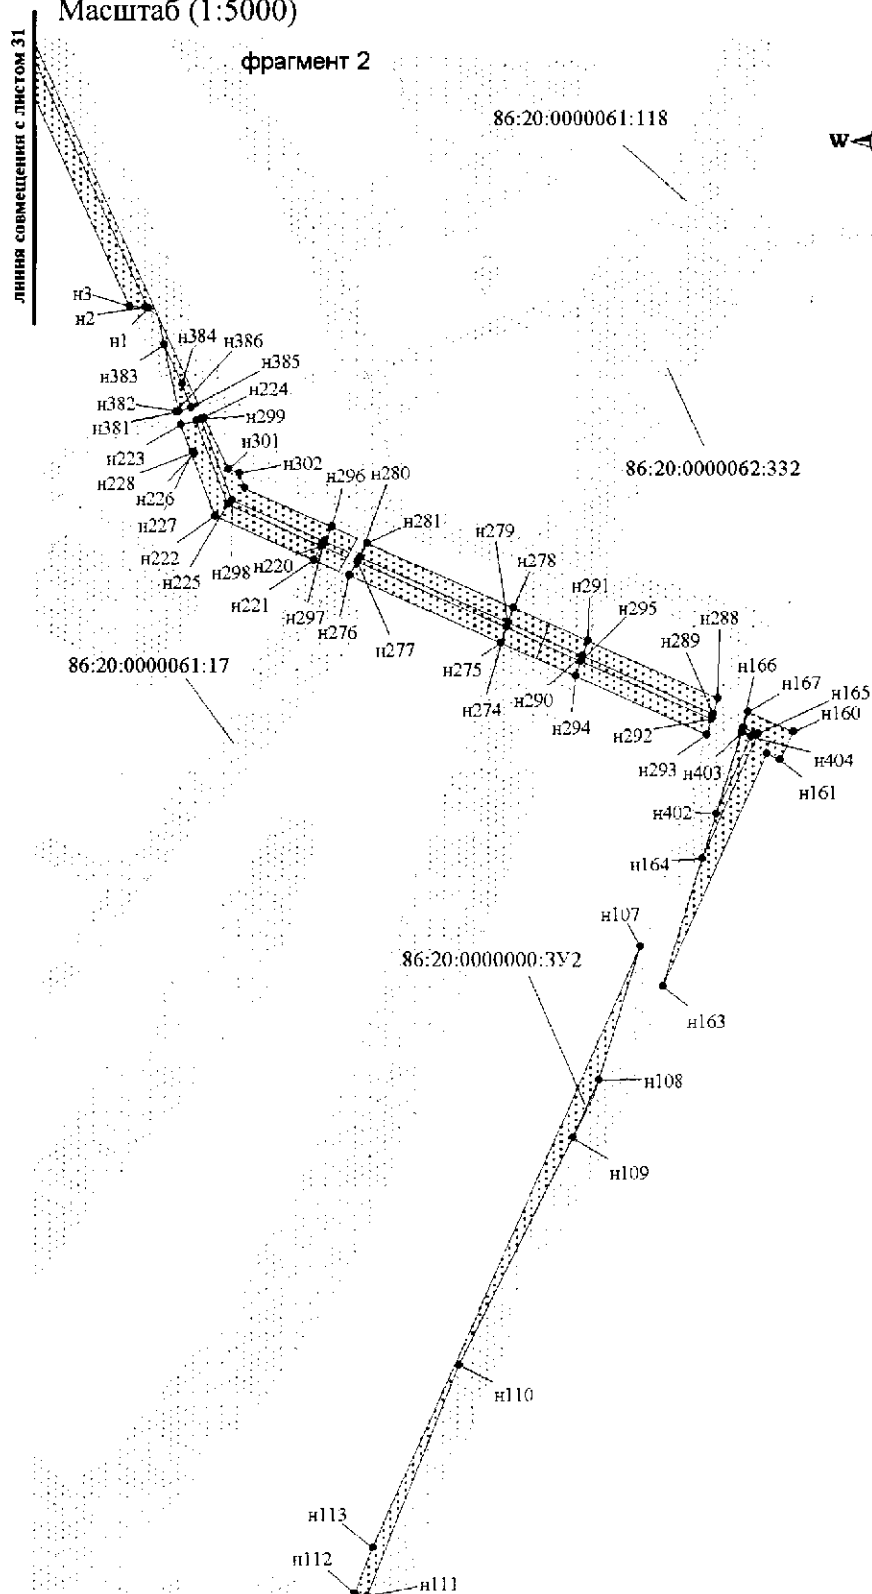 Масштаб (1:5000)
линия совмещения с листом 31
фрагмент 2
86:20:0000061:118
W
н3
н2
н1
н384
н386
н383
н385
н382
н224
н381
н299
н223
н301
н228
н302
н226
н296
н280
86:20:0000062:332
н227
н281
н279
н222
н278
н225
н298
н220
н291
н221
н297
н295
н288
н276
н289
н277
н166
86:20:0000061:17
н275
н167
н165
н274
н290
н160
н294
н292
н293
н403
н404
н161
н402
н164
н107
86:20:0000000:ЗУ2
н163
н108
н109
н110
н113
н112
н111